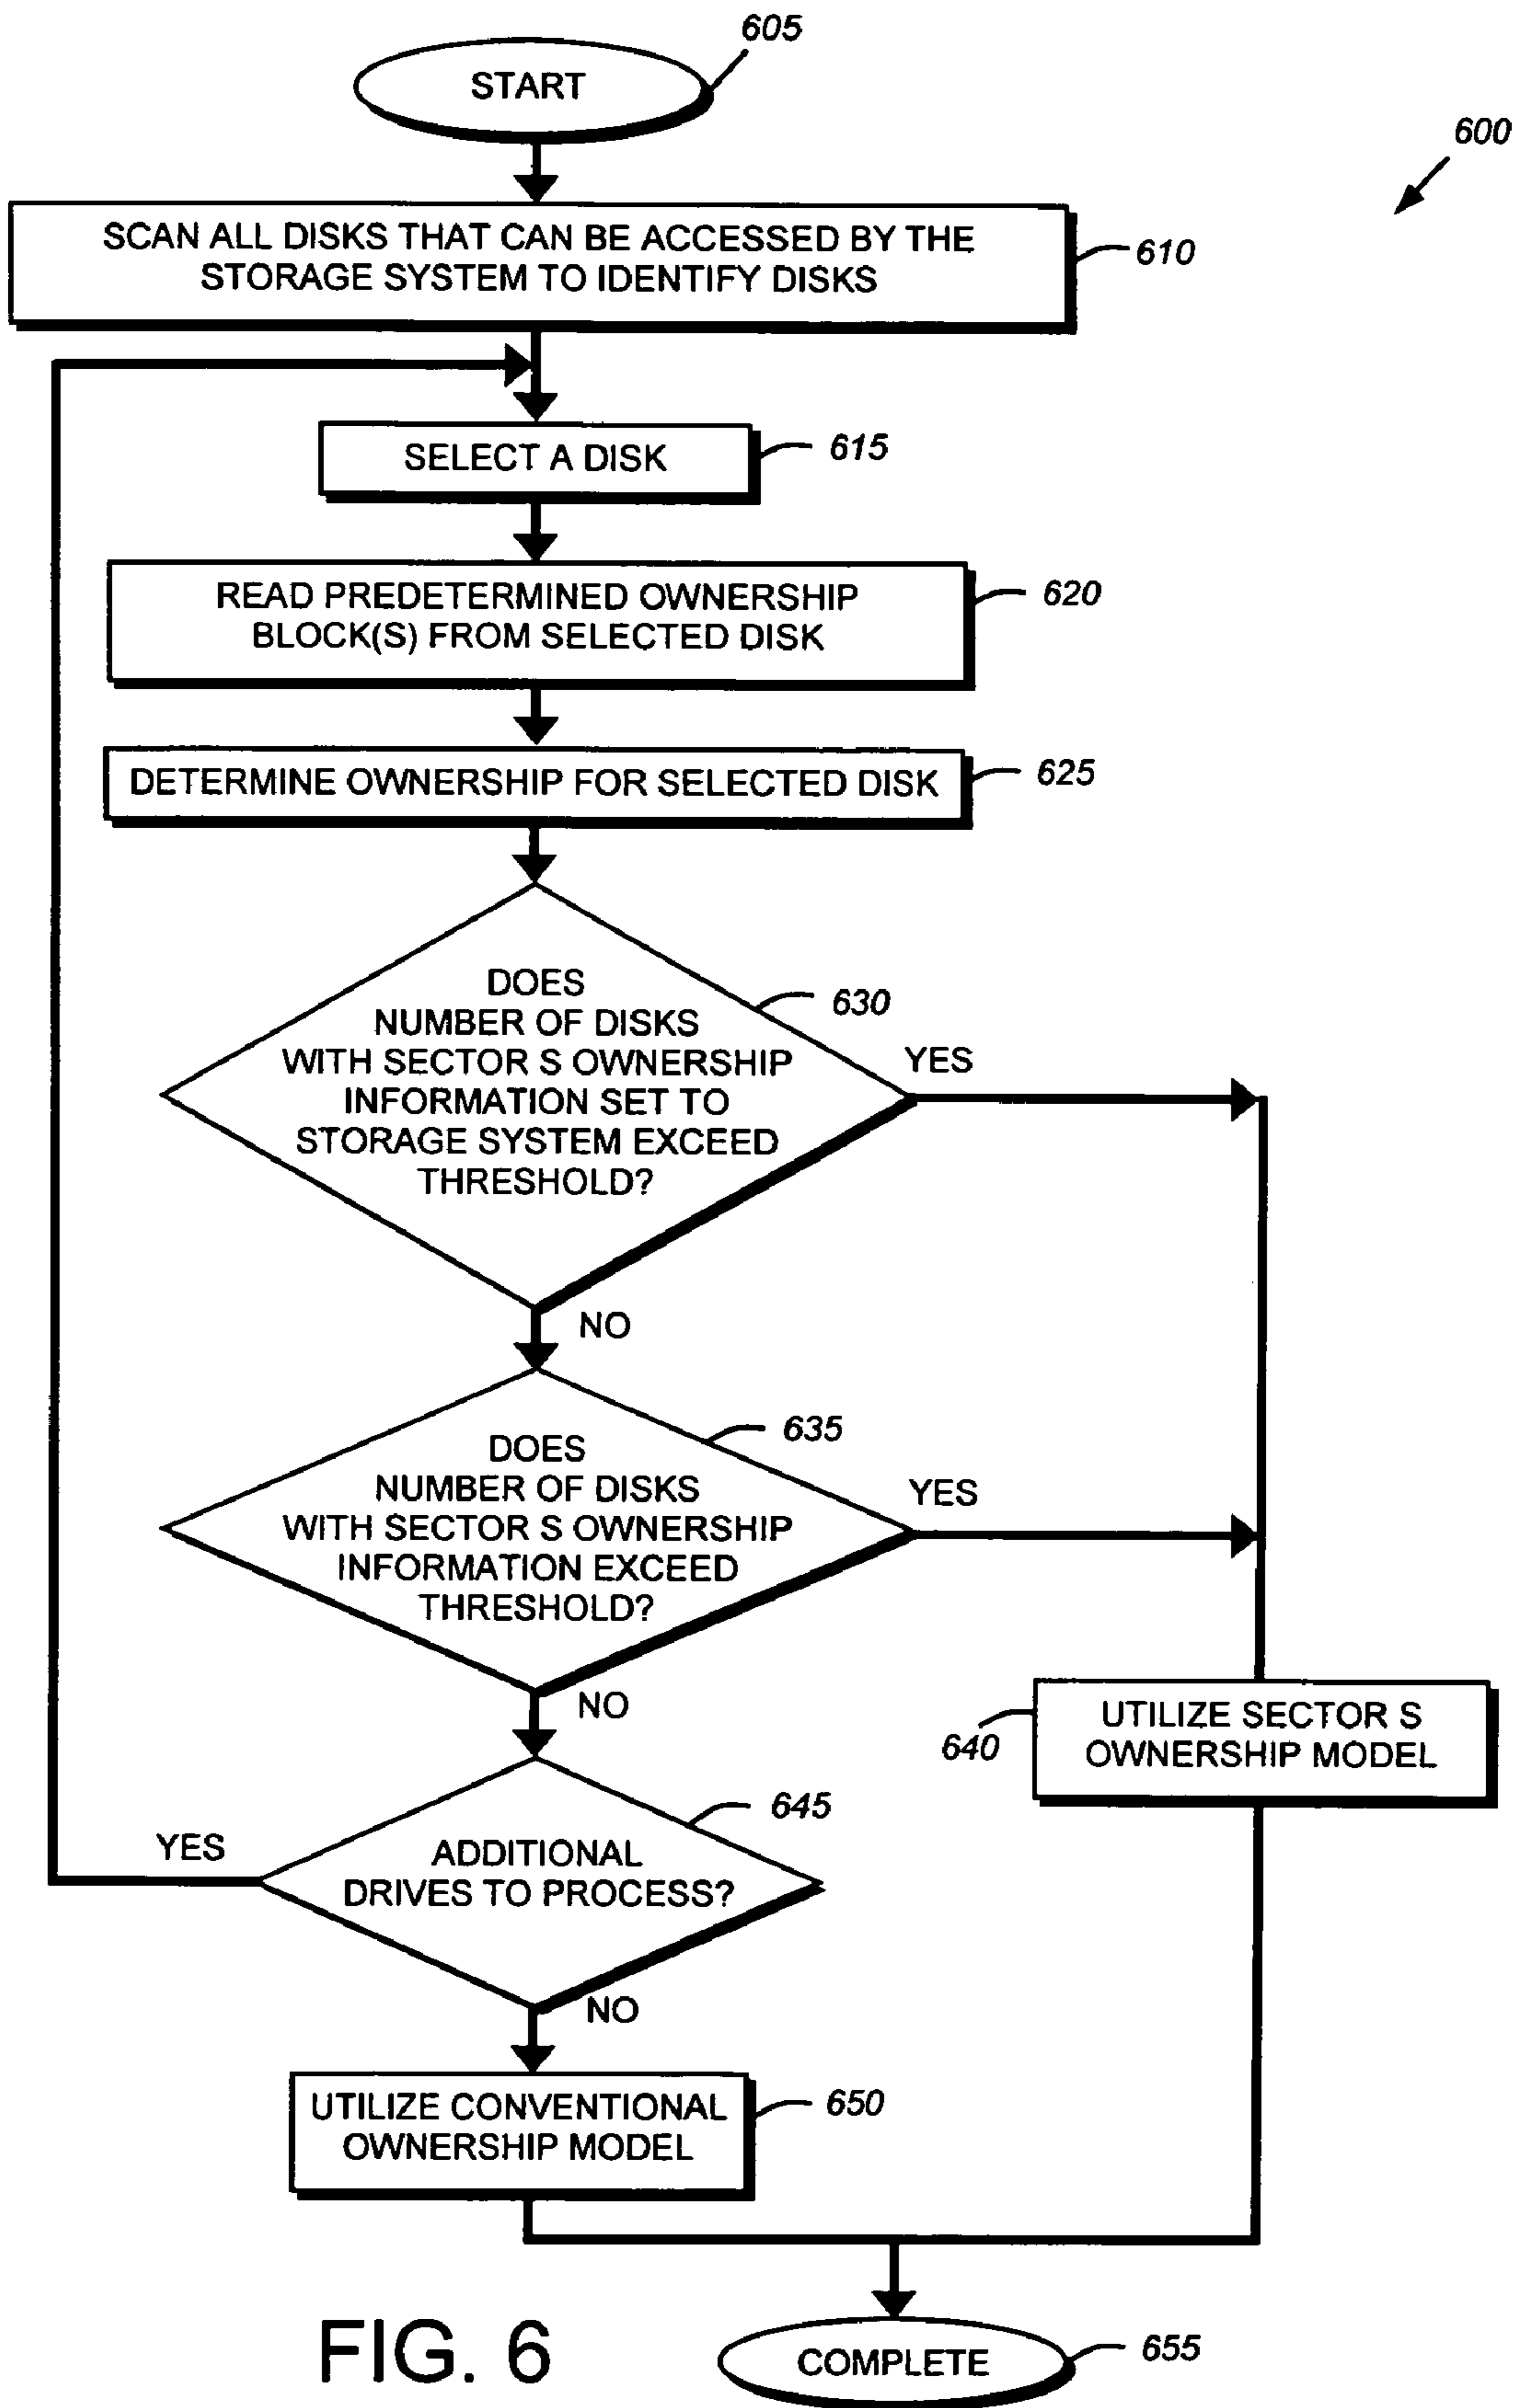 605
START
600
SCAN ALL DISKS THAT CAN BE ACCESSED BY THE
STORAGE SYSTEM TO IDENTIFY DISKS
610
SELECT A DISK
615
READ PREDETERMINED OWNERSHIP
BLOCK(S) FROM SELECTED DISK
620
DETERMINE OWNERSHIP FOR SELECTED DISK
625
DOES
NUMBER OF DISKS
WITH SECTOR S OWNERSHIP
INFORMATION SET TO
STORAGE SYSTEM EXCEED
THRESHOLD?
630
YES
NO
DOES
NUMBER OF DISKS
WITH SECTOR S OWNERSHIP
INFORMATION EXCEED
THRESHOLD?
635
YES
NO
UTILIZE SECTOR S
OWNERSHIP MODEL
640
ADDITIONAL
DRIVES TO PROCESS?
645
YES
NO
UTILIZE CONVENTIONAL
OWNERSHIP MODEL
650
COMPLETE
655
FIG. 6